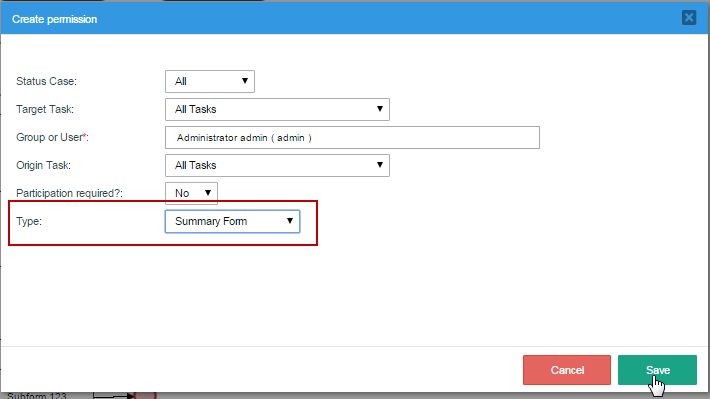 Create permission
Status Case: All
Target Task: All Tasks
Group or User*: Administrator admin ( admin )
Origin Task: All Tasks
Participation required?: No
Type: Summary Form
Cancel Save
Subform 123